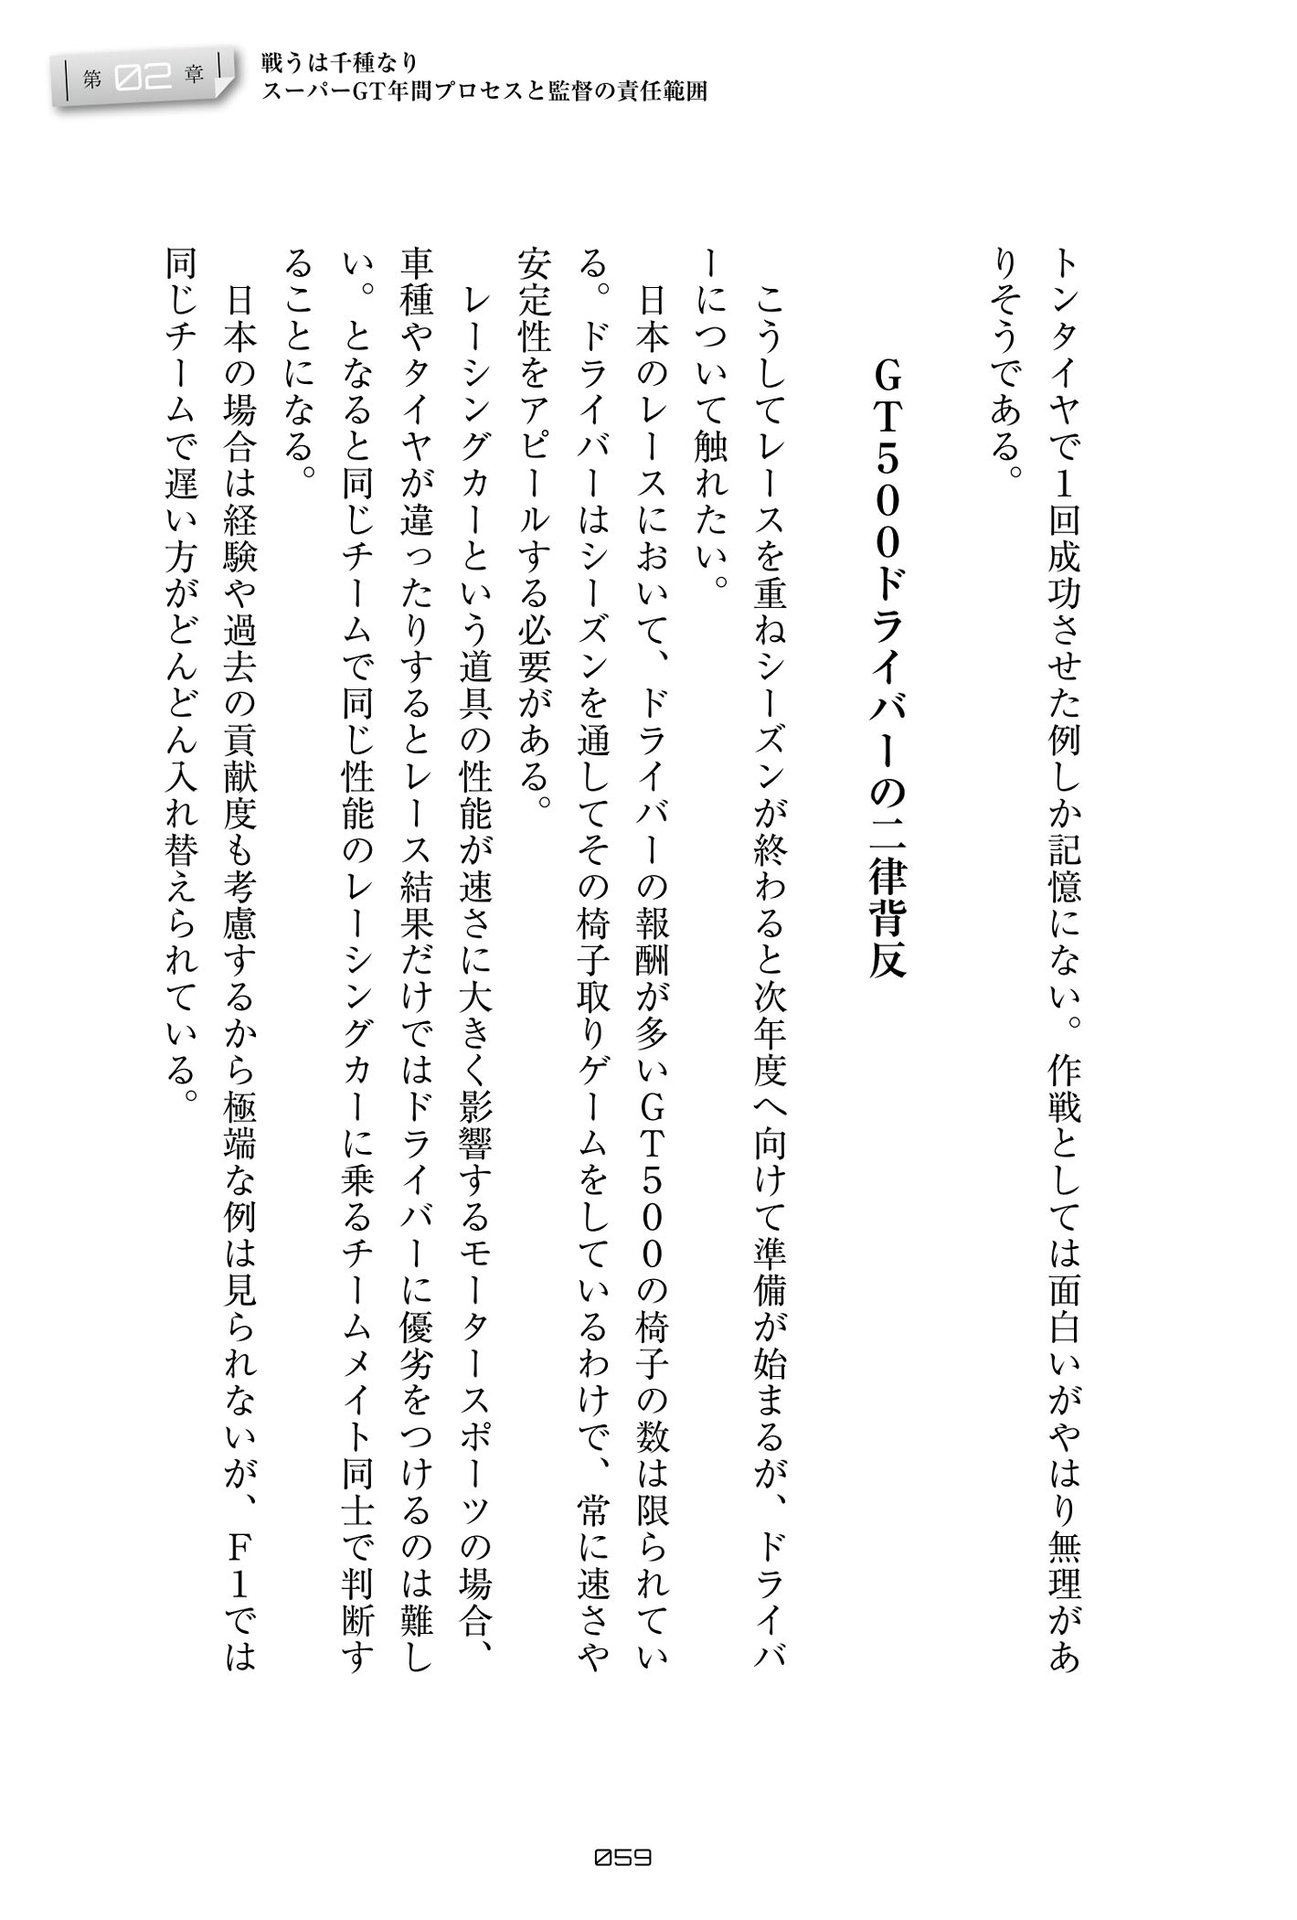 第02章
戦うは千種なり
スーパーGT年間プロセスと監督の責任範囲
トンタイヤで1回成功させた例しか記憶にない。作戦としては面白いがやはり無理があ
りそうである。
GT500ドライバーの二律背反
こうしてレースを重ねシーズンが終わると次年度へ向けて準備が始まるが、ドライバ
ーについて触れたい。
日本のレースにおいて、ドライバーの報酬が多いGT500の椅子の数は限られてい
る。ドライバーはシーズンを通してその椅子取りゲームをしているわけで、常に速さや
安定性をアピールする必要がある。
レーシングカーという道具の性能が速さに大きく影響するモータースポーツの場合、
車種やタイヤが違ったりするとレース結果だけではドライバーに優劣をつけるのは難し
い。となると同じチームで同じ性能のレーシングカーに乗るチームメイト同士で判断す
ることになる。
日本の場合は経験や過去の貢献度も考慮するから極端な例は見られないが、F1では
同じチームで遅い方がどんどん入れ替えられている。
059